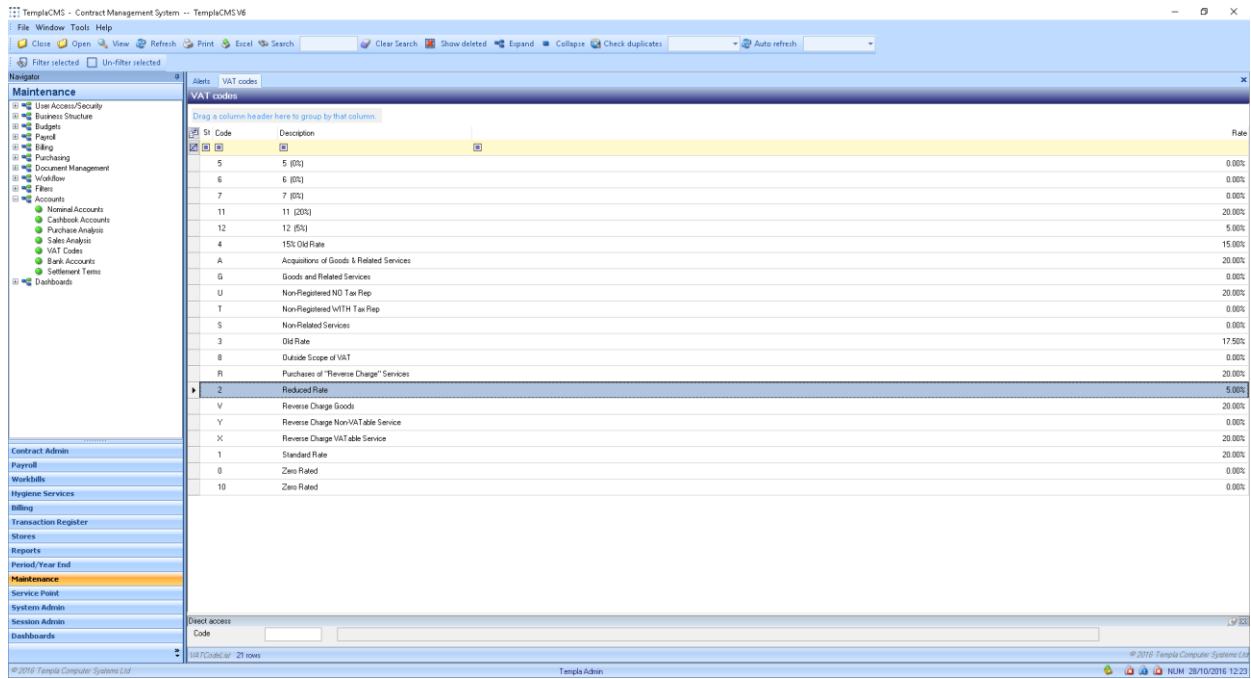 TemplaCMS - Contract Management System -- TemplaCMS V6
File Window Tools Help
Close Open View Refresh Print Excel Search Clear Search Show deleted Expand Collapse Check duplicates Auto refresh
Filter selected Un-filter selected
Navigator
Maintenance
User Access/Security
Business Structure
Budgets
Payroll
Billing
Purchasing
Document Management
Workflow
Filters
Accounts
Nominal Accounts
Cashbook Accounts
Purchase Analysis
Sales Analysis
VAT Codes
Bank Accounts
Settlement Terms
Dashboards
Contract Admin
Payroll
Workbills
Hygiene Services
Billing
Transaction Register
Stores
Reports
Period/Year End
Maintenance
Service Point
System Admin
Session Admin
Dashboards
Alerts VAT codes
VAT codes
Drag a column header here to group by that column.
St Code Description Rate
5 5 (0%) 0.00%
6 6 (0%) 0.00%
7 7 (0%) 0.00%
11 11 (20%) 20.00%
12 12 (5%) 5.00%
4 15% Old Rate 15.00%
A Acquisitions of Goods & Related Services 20.00%
G Goods and Related Services 0.00%
U Non-Registered NO Tax Rep 20.00%
T Non-Registered WITH Tax Rep 0.00%
S Non-Related Services 0.00%
3 Old Rate 17.50%
8 Outside Scope of VAT 0.00%
R Purchases of "Reverse Charge" Services 20.00%
2 Reduced Rate 5.00%
V Reverse Charge Goods 20.00%
Y Reverse Charge Non-VATable Service 0.00%
X Reverse Charge VATable Service 20.00%
1 Standard Rate 20.00%
0 Zero Rated 0.00%
10 Zero Rated 0.00%
Direct access
Code
VATCodeList 21 rows © 2016 Templa Computer Systems Ltd
© 2016 Templa Computer Systems Ltd Templa Admin NUM 28/10/2016 12:23